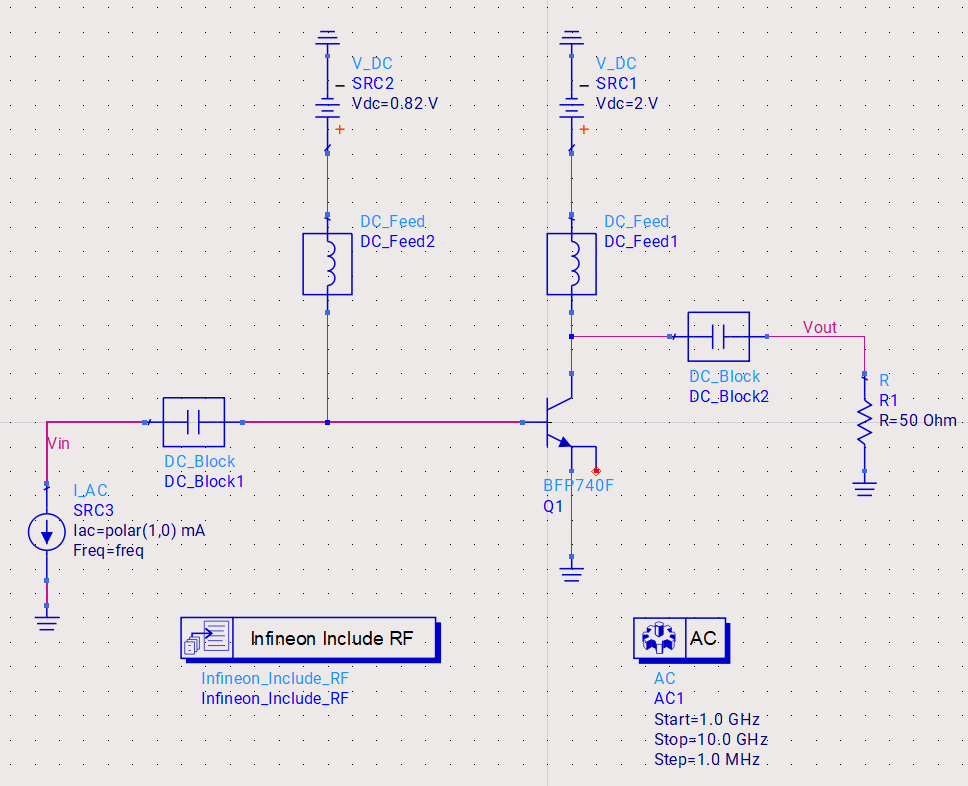 V_DC
SRC2
Vdc=0.82 V
V_DC
SRC1
Vdc=2 V
DC_Feed
DC_Feed2
DC_Feed
DC_Feed1
Vout
DC_Block
DC_Block2
R
R1
R=50 Ohm
Vin
DC_Block
DC_Block1
I_AC
SRC3
Iac=polar(1,0) mA
Freq=freq
BFP740F
Q1
Infineon Include RF
Infineon_Include_RF
Infineon_Include_RF
AC
AC
AC1
Start=1.0 GHz
Stop=10.0 GHz
Step=1.0 MHz